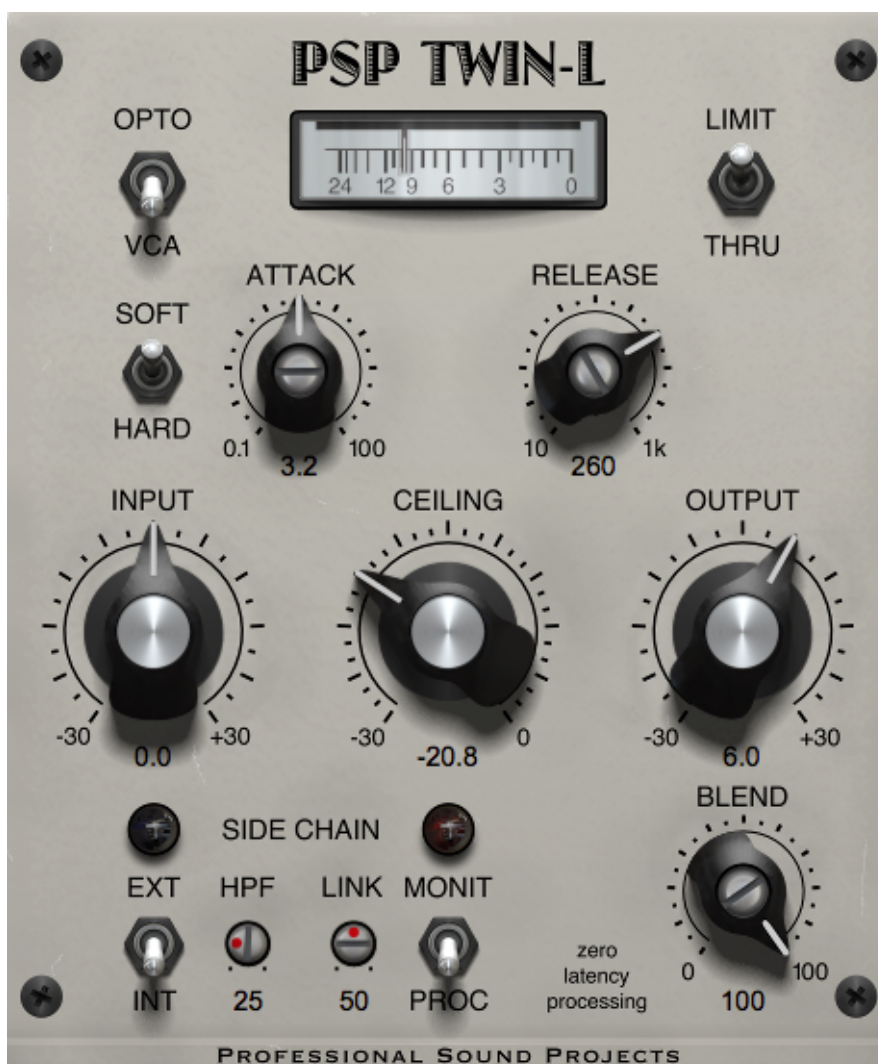 PSP TWIN-L
OPTO
LIMIT
24 12 9 6 3 0
VCA
THRU
ATTACK
RELEASE
SOFT
HARD
0.1 100
10 1k
3.2
260
INPUT
CEILING
OUTPUT
-30 +30
-30 0
-30 +30
0.0
-20.8
6.0
BLEND
SIDE CHAIN
EXT
HPF
LINK
MONIT
0 100
zero
latency
processing
INT
25
50
PROC
100
PROFESSIONAL SOUND PROJECTS